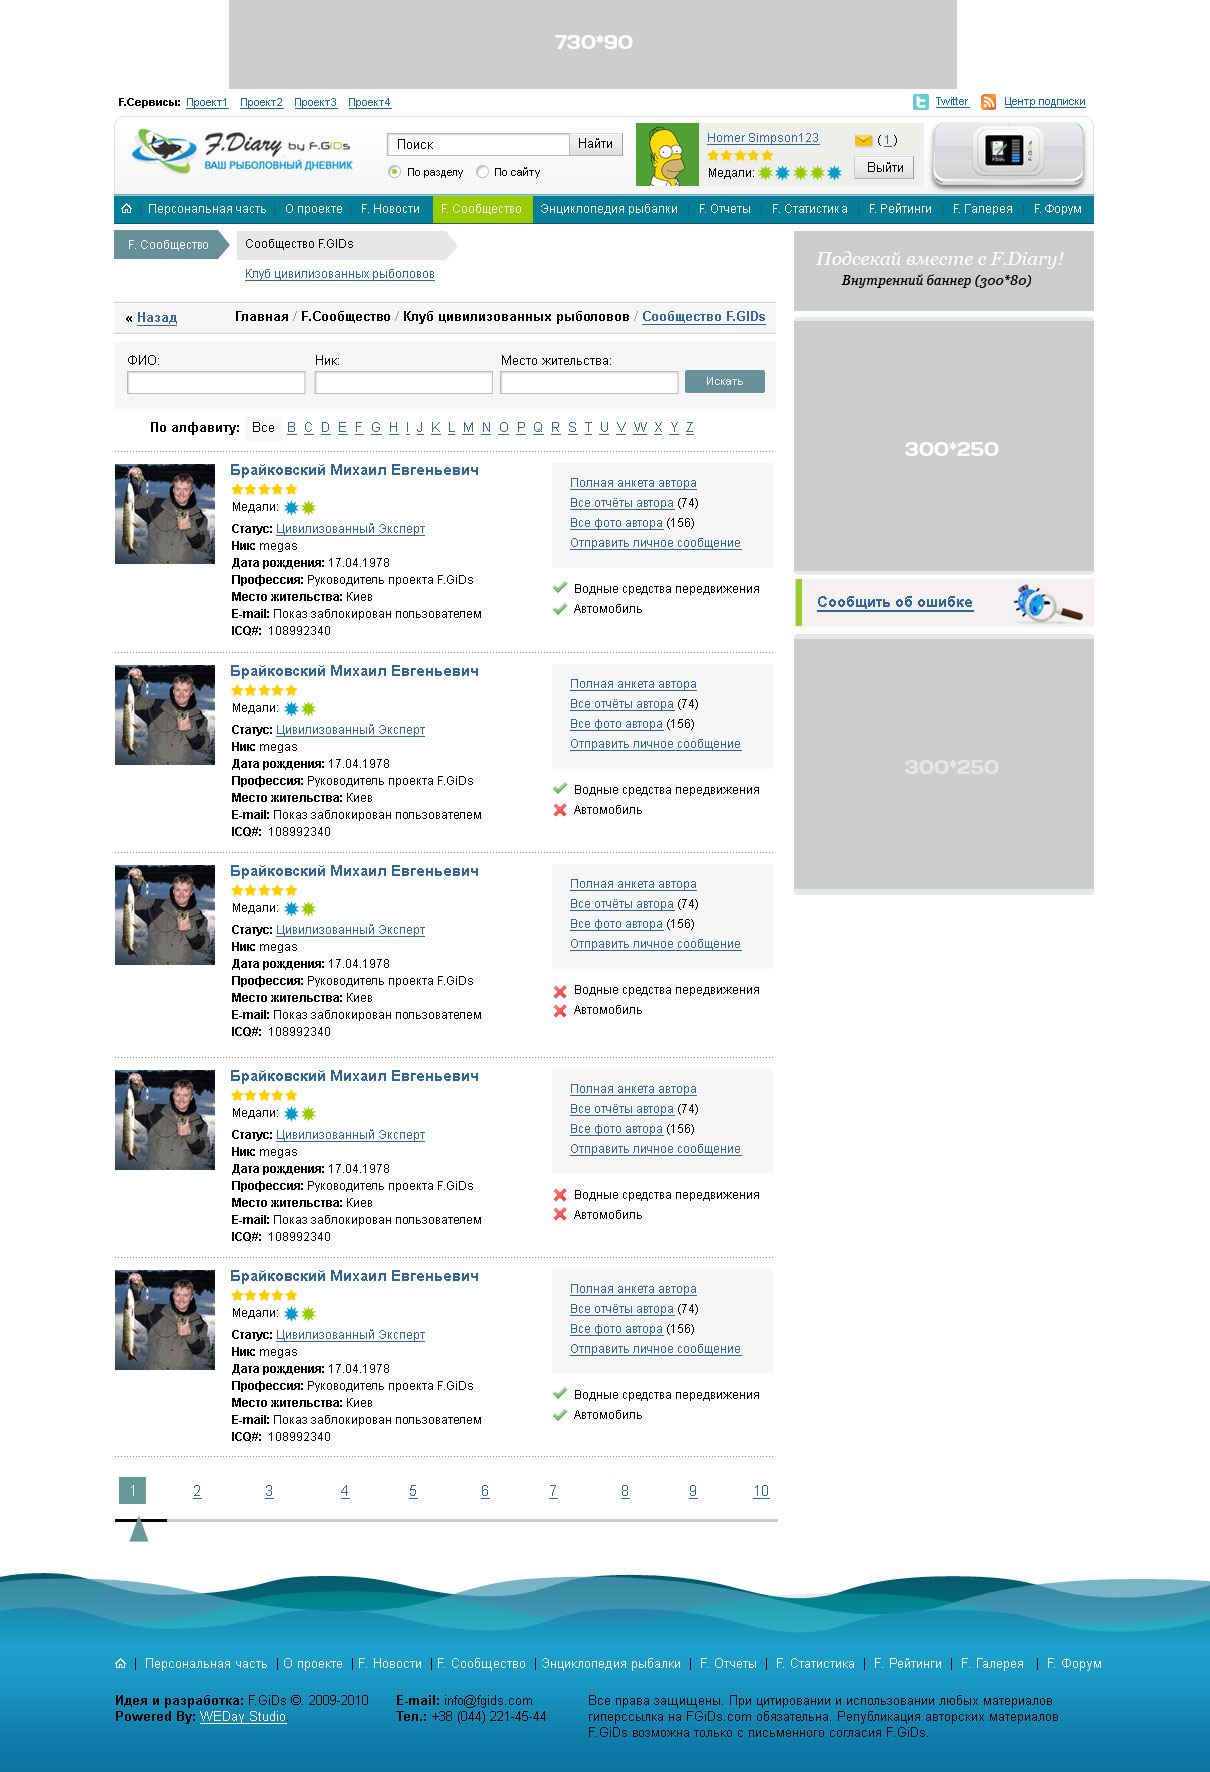 730*90
F.Сервисы: Проект1 Проект2 Проект3 Проект4
Twitter Центр подписки
F.Diary by F.GiDs
ВАШ РЫБОЛОВНЫЙ ДНЕВНИК
Поиск Найти
По разделу По сайту
Homer Simpson123
Медали:
(1)
Выйти
Персональная часть | О проекте | F. Новости F. Сообщество Энциклопедия рыбалки | F. Отчеты | F. Статистика | F. Рейтинги | F. Галерея | F. Форум
F. Сообщество Сообщество F.GIDs
Клуб цивилизованных рыболовов
Подсекай вместе с F.Diary!
Внутренний баннер (300*80)
« Назад Главная / F.Сообщество / Клуб цивилизованных рыболовов / Сообщество F.GIDs
ФИО: Ник: Место жительства:
Искать
По алфавиту: Все B C D E F G H I J K L M N O P Q R S T U V W X Y Z
300*250
Сообщить об ошибке
300*250
Брайковский Михаил Евгеньевич
Медали:
Статус: Цивилизованный Эксперт
Ник: megas
Дата рождения: 17.04.1978
Профессия: Руководитель проекта F.GiDs
Место жительства: Киев
E-mail: Показ заблокирован пользователем
ICQ#: 108992340
Полная анкета автора
Все отчёты автора (74)
Все фото автора (156)
Отправить личное сообщение
Водные средства передвижения
Автомобиль
Брайковский Михаил Евгеньевич
Медали:
Статус: Цивилизованный Эксперт
Ник: megas
Дата рождения: 17.04.1978
Профессия: Руководитель проекта F.GiDs
Место жительства: Киев
E-mail: Показ заблокирован пользователем
ICQ#: 108992340
Полная анкета автора
Все отчёты автора (74)
Все фото автора (156)
Отправить личное сообщение
Водные средства передвижения
Автомобиль
Брайковский Михаил Евгеньевич
Медали:
Статус: Цивилизованный Эксперт
Ник: megas
Дата рождения: 17.04.1978
Профессия: Руководитель проекта F.GiDs
Место жительства: Киев
E-mail: Показ заблокирован пользователем
ICQ#: 108992340
Полная анкета автора
Все отчёты автора (74)
Все фото автора (156)
Отправить личное сообщение
Водные средства передвижения
Автомобиль
Брайковский Михаил Евгеньевич
Медали:
Статус: Цивилизованный Эксперт
Ник: megas
Дата рождения: 17.04.1978
Профессия: Руководитель проекта F.GiDs
Место жительства: Киев
E-mail: Показ заблокирован пользователем
ICQ#: 108992340
Полная анкета автора
Все отчёты автора (74)
Все фото автора (156)
Отправить личное сообщение
Водные средства передвижения
Автомобиль
Брайковский Михаил Евгеньевич
Медали:
Статус: Цивилизованный Эксперт
Ник: megas
Дата рождения: 17.04.1978
Профессия: Руководитель проекта F.GiDs
Место жительства: Киев
E-mail: Показ заблокирован пользователем
ICQ#: 108992340
Полная анкета автора
Все отчёты автора (74)
Все фото автора (156)
Отправить личное сообщение
Водные средства передвижения
Автомобиль
1 2 3 4 5 6 7 8 9 10
| Персональная часть | О проекте | F. Новости | F. Сообщество | Энциклопедия рыбалки | F. Отчеты | F. Статистика | F. Рейтинги | F. Галерея | F. Форум
Идея и разработка: F.GiDs ©. 2009-2010
Powered By: WEDay Studio
E-mail: info@fgids.com
Тел.: +38 (044) 221-45-44
Все права защищены. При цитировании и использовании любых материалов
гиперссылка на FGiDs.com обязательна. Републикация авторских материалов
F.GiDs возможна только с письменного согласия F.GiDs.